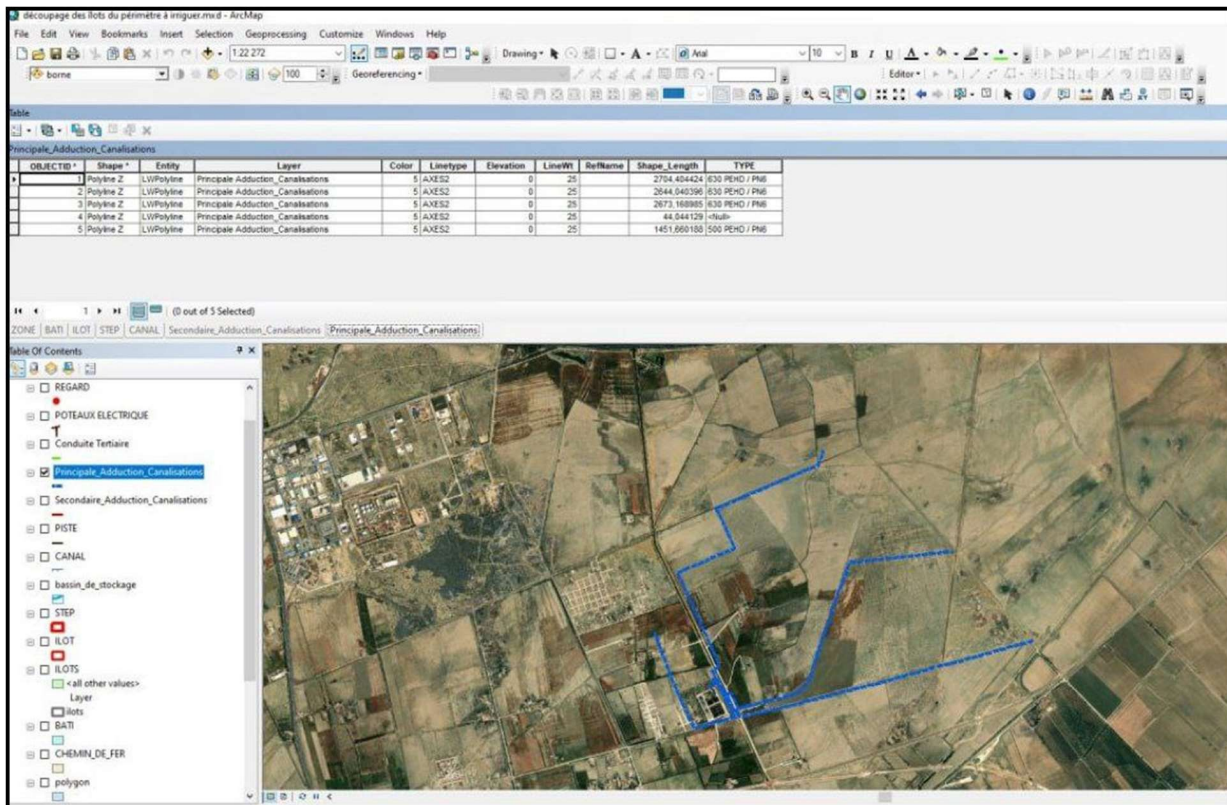 découpage des îlots du périmètre à irriguer.mxd - ArcMap
File Edit View Bookmarks Insert Selection Geoprocessing Customize Windows Help
1:22 272 Drawing Arial 10 B I U A
borne 100 Georeferencing Editor
Table
Principale_Adduction_Canalisations
OBJECTID * Shape * Entity Layer Color Linetype Elevation LineWt RefName Shape_Length TYPE
1 Polyline Z LWPolyline Principale Adduction_Canalisations 5 AXES2 0 25 2704,404424 630 PEHD / PN6
2 Polyline Z LWPolyline Principale Adduction_Canalisations 5 AXES2 0 25 2644,040396 630 PEHD / PN6
3 Polyline Z LWPolyline Principale Adduction_Canalisations 5 AXES2 0 25 2673,168985 630 PEHD / PN6
4 Polyline Z LWPolyline Principale Adduction_Canalisations 5 AXES2 0 25 44,044129 <Null>
5 Polyline Z LWPolyline Principale Adduction_Canalisations 5 AXES2 0 25 1451,660188 500 PEHD / PN6
1 (0 out of 5 Selected)
ZONE BATI ILOT STEP CANAL Secondaire_Adduction_Canalisations Principale_Adduction_Canalisations
Table Of Contents
REGARD
POTEAUX ELECTRIQUE
Conduite Tertiaire
Principale_Adduction_Canalisations
Secondaire_Adduction_Canalisations
PISTE
CANAL
bassin_de_stockage
STEP
ILOT
ILOTS
<all other values>
Layer
ilots
BATI
CHEMIN_DE_FER
polygon